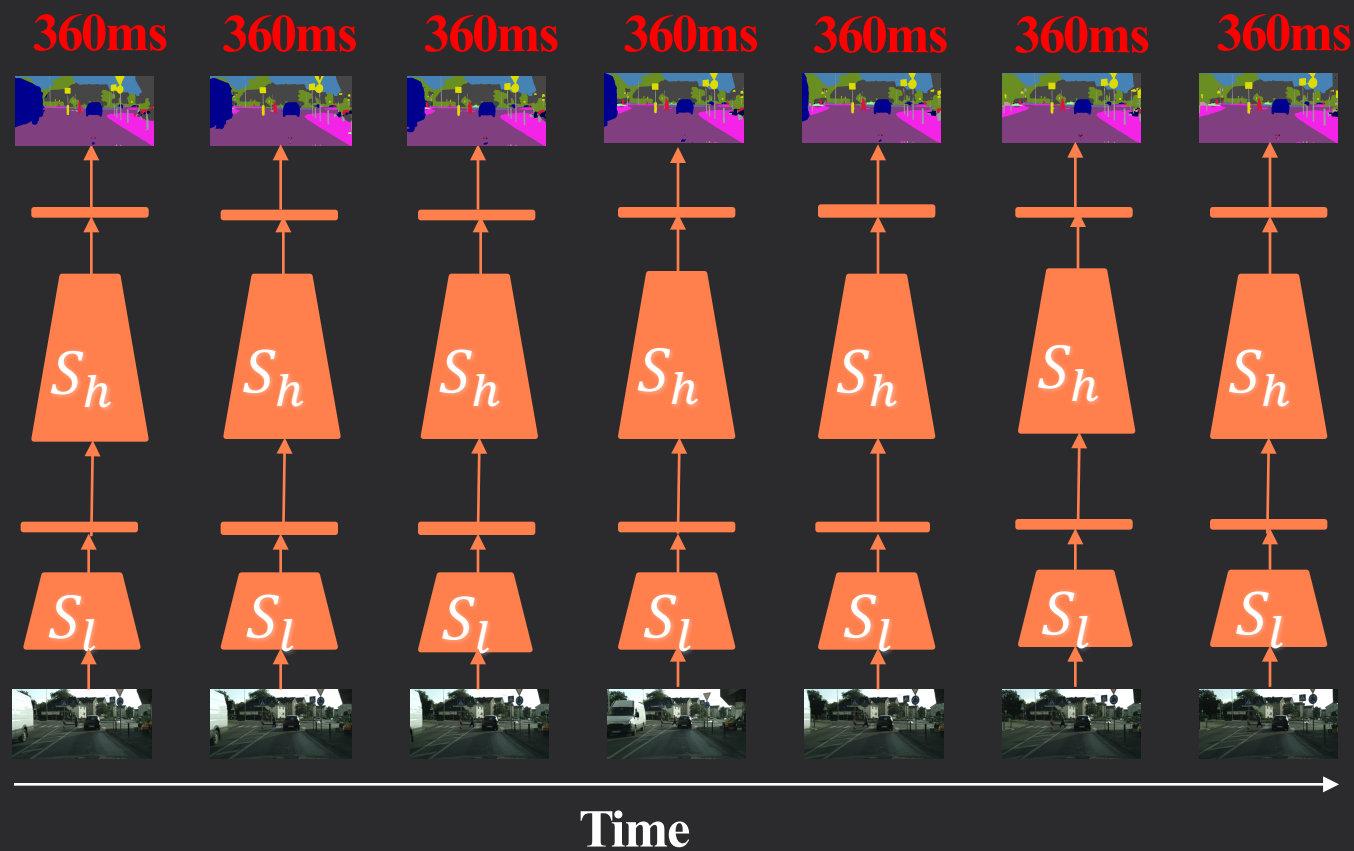 360ms 360ms 360ms 360ms 360ms 360ms 360ms
S_h S_h S_h S_h S_h S_h S_h
S_l S_l S_l S_l S_l S_l S_l
Time